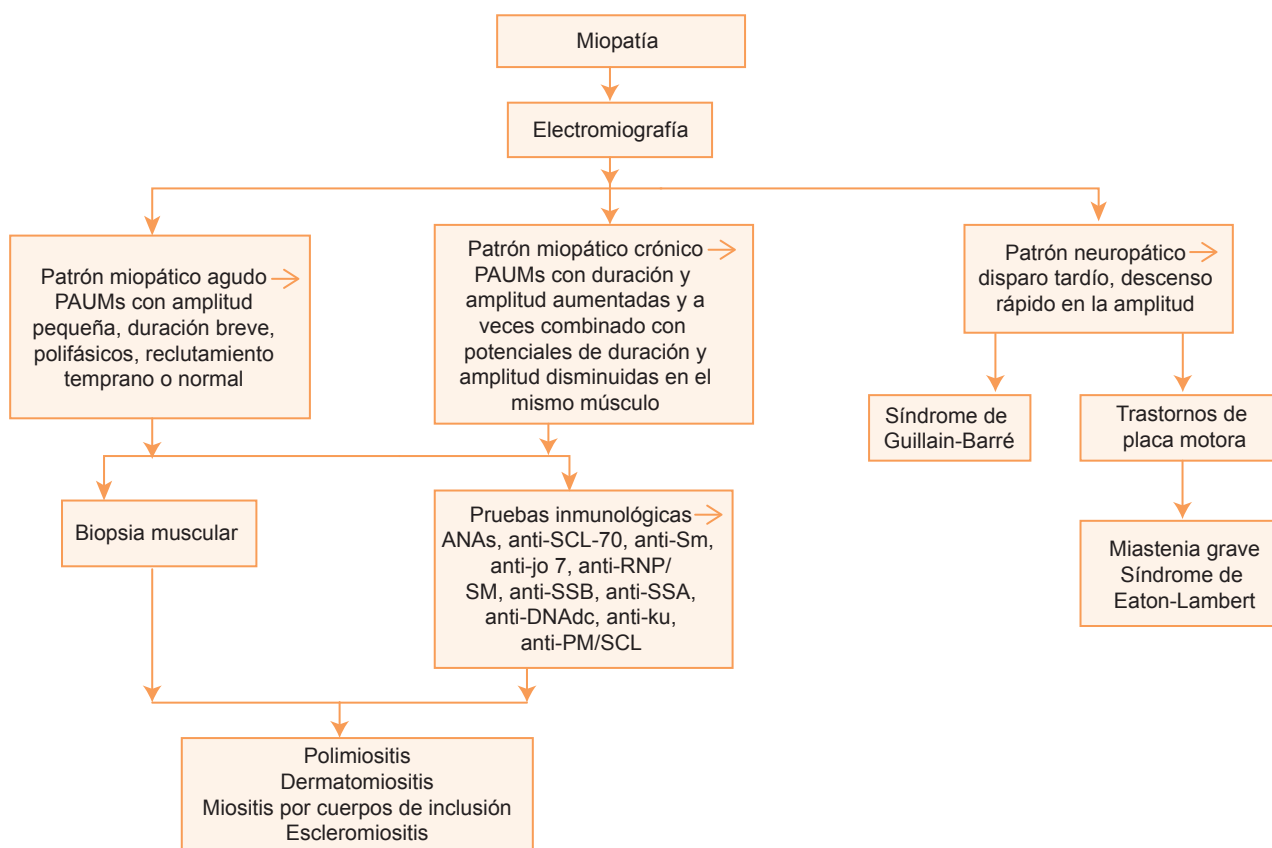 Miopatía
Electromiografía
Patrón miopático agudo
PAUMs con amplitud
pequeña, duración breve,
polifásicos, reclutamiento
temprano o normal
Patrón miopático crónico
PAUMs con duración y
amplitud aumentadas y a
veces combinado con
potenciales de duración y
amplitud disminuidas en el
mismo músculo
Patrón neuropático
disparo tardío, descenso
rápido en la amplitud
Síndrome de
Guillain-Barré
Trastornos de
placa motora
Biopsia muscular
Pruebas inmunológicas
ANAs, anti-SCL-70, anti-Sm,
anti-jo 7, anti-RNP/
SM, anti-SSB, anti-SSA,
anti-DNAdc, anti-ku,
anti-PM/SCL
Miastenia grave
Síndrome de
Eaton-Lambert
Polimiositis
Dermatomiositis
Miositis por cuerpos de inclusión
Escleromiositis